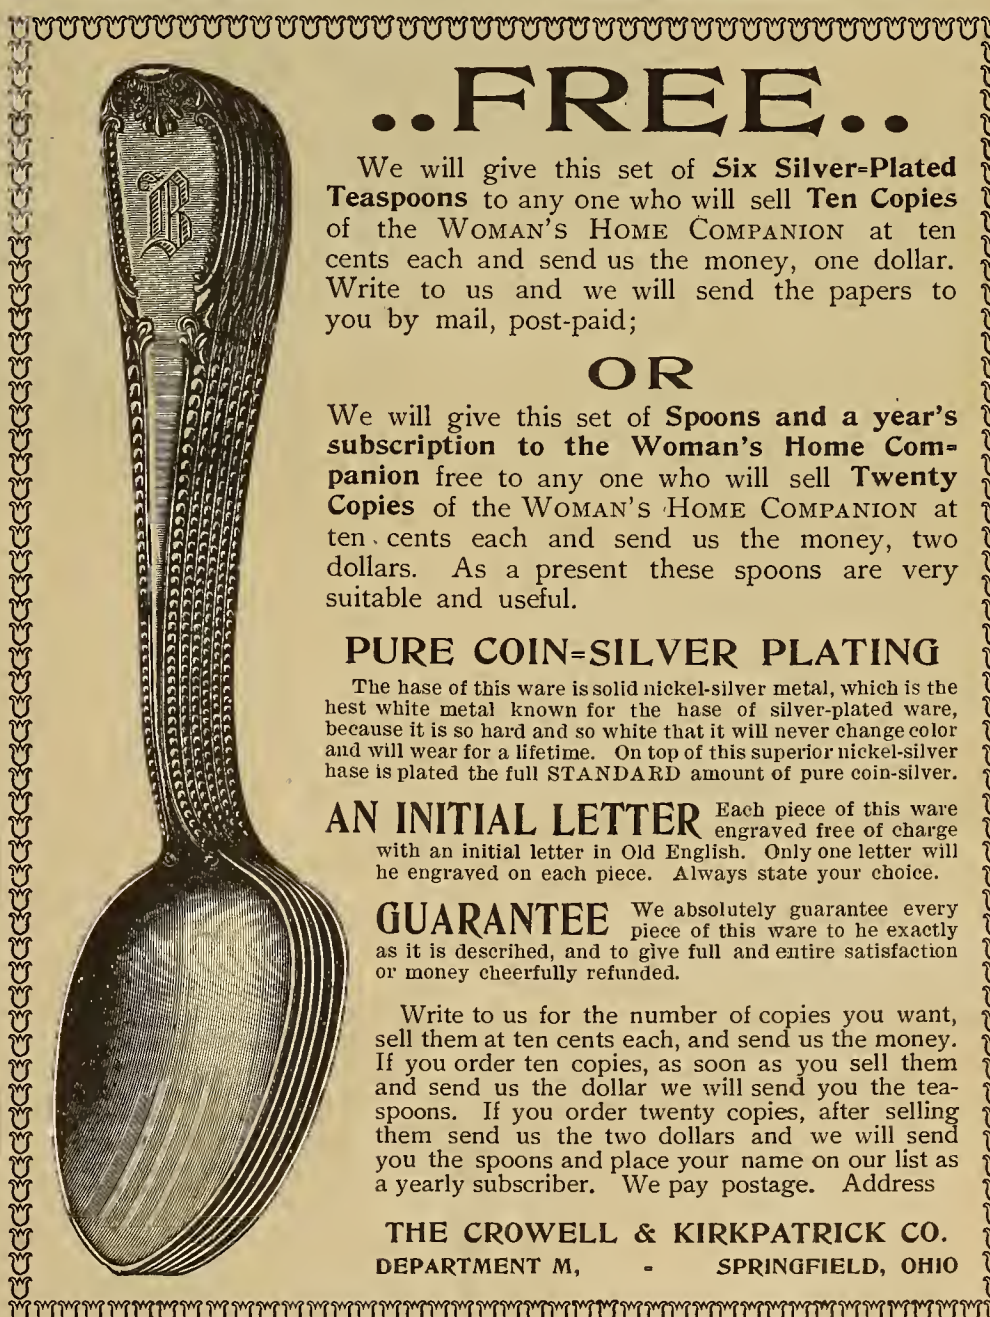 ..FREE..
We will give this set of Six Silver=Plated
Teaspoons to any one who will sell Ten Copies
of the WOMAN'S HOME COMPANION at ten
cents each and send us the money, one dollar.
Write to us and we will send the papers to
you by mail, post-paid;
OR
We will give this set of Spoons and a year's
subscription to the Woman's Home Com=
panion free to any one who will sell Twenty
Copies of the WOMAN'S HOME COMPANION at
ten cents each and send us the money, two
dollars. As a present these spoons are very
suitable and useful.
PURE COIN=SILVER PLATING
The hase of this ware is solid nickel-silver metal, which is the
hest white metal known for the hase of silver-plated ware,
because it is so hard and so white that it will never change color
and will wear for a lifetime. On top of this superior nickel-silver
hase is plated the full STANDARD amount of pure coin-silver.
AN INITIAL LETTER Each piece of this ware
engraved free of charge
with an initial letter in Old English. Only one letter will
he engraved on each piece. Always state your choice.
GUARANTEE We absolutely guarantee every
piece of this ware to he exactly
as it is descrihed, and to give full and entire satisfaction
or money cheerfully refunded.
Write to us for the number of copies you want,
sell them at ten cents each, and send us the money.
If you order ten copies, as soon as you sell them
and send us the dollar we will send you the tea-
spoons. If you order twenty copies, after selling
them send us the two dollars and we will send
you the spoons and place your name on our list as
a yearly subscriber. We pay postage. Address
THE CROWELL & KIRKPATRICK CO.
DEPARTMENT M, - SPRINGFIELD, OHIO
B